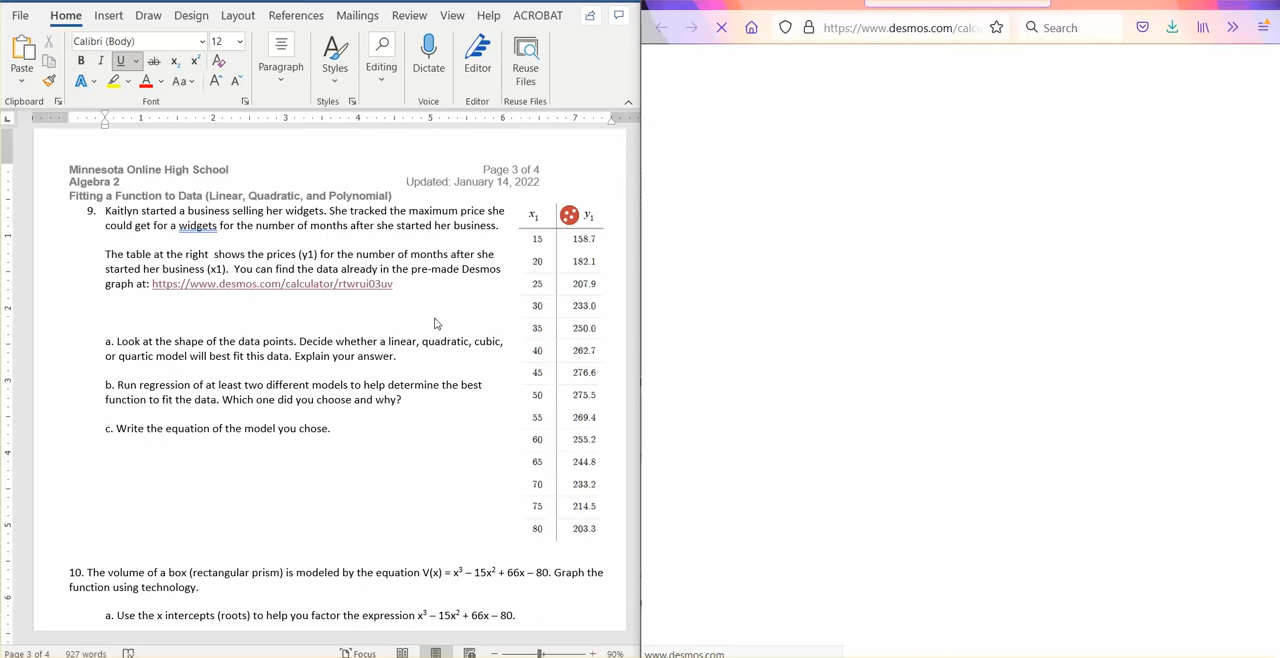 File Home Insert Draw Design Layout References Mailings Review View Help ACROBAT
https://www.desmos.com/calcu Search
Calibri (Body) 12
Paste B I U ab x₂ x² A Paragraph Styles Editing Dictate Editor Reuse Files
A A Aa A A
Clipboard Font Styles Voice Editor Reuse Files
1 2 3 4 5 6 7
Minnesota Online High School Page 3 of 4
Algebra 2 Updated: January 14, 2022
Fitting a Function to Data (Linear, Quadratic, and Polynomial)
9. Kaitlyn started a business selling her widgets. She tracked the maximum price she
could get for a widgets for the number of months after she started her business.
The table at the right shows the prices (y1) for the number of months after she
started her business (x1). You can find the data already in the pre-made Desmos
graph at: https://www.desmos.com/calculator/rtwrui03uv
a. Look at the shape of the data points. Decide whether a linear, quadratic, cubic,
or quartic model will best fit this data. Explain your answer.
b. Run regression of at least two different models to help determine the best
function to fit the data. Which one did you choose and why?
c. Write the equation of the model you chose.
x₁ y₁
15 158.7
20 182.1
25 207.9
30 233.0
35 250.0
40 262.7
45 276.6
50 275.5
55 269.4
60 255.2
65 244.8
70 233.2
75 214.5
80 203.3
10. The volume of a box (rectangular prism) is modeled by the equation V(x) = x³ – 15x² + 66x – 80. Graph the
function using technology.
a. Use the x intercepts (roots) to help you factor the expression x³ – 15x² + 66x – 80.
Page 3 of 4 927 words Focus 90%
www.desmos.com